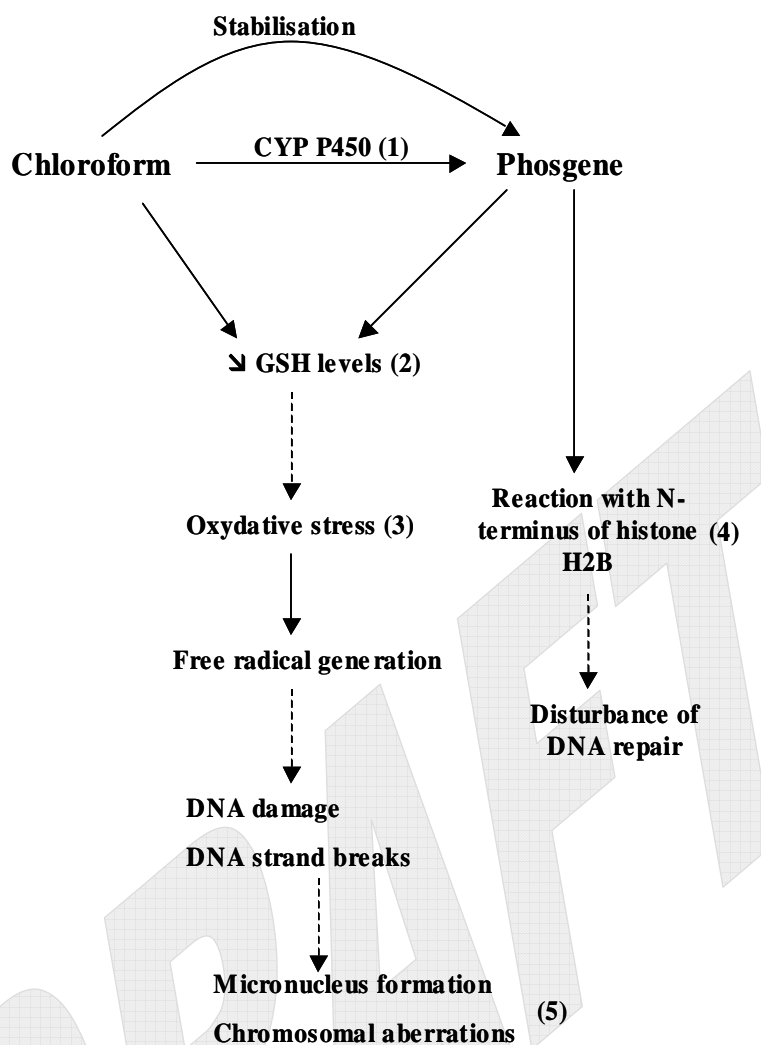 Stabilisation
CYP P450 (1)
Chloroform
Phosgene
↘ GSH levels (2)
Oxydative stress (3)
Reaction with N-
terminus of histone (4)
H2B
Free radical generation
Disturbance of
DNA repair
DNA damage
DNA strand breaks
Micronucleus formation
(5)
Chromosomal aberrations
DRAFT